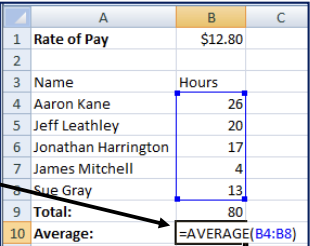 A B C
1 Rate of Pay $12.80
2
3 Name Hours
4 Aaron Kane 26
5 Jeff Leathley 20
6 Jonathan Harrington 17
7 James Mitchell 4
8 Sue Gray 13
9 Total: 80
10 Average: =AVERAGE(B4:B8)